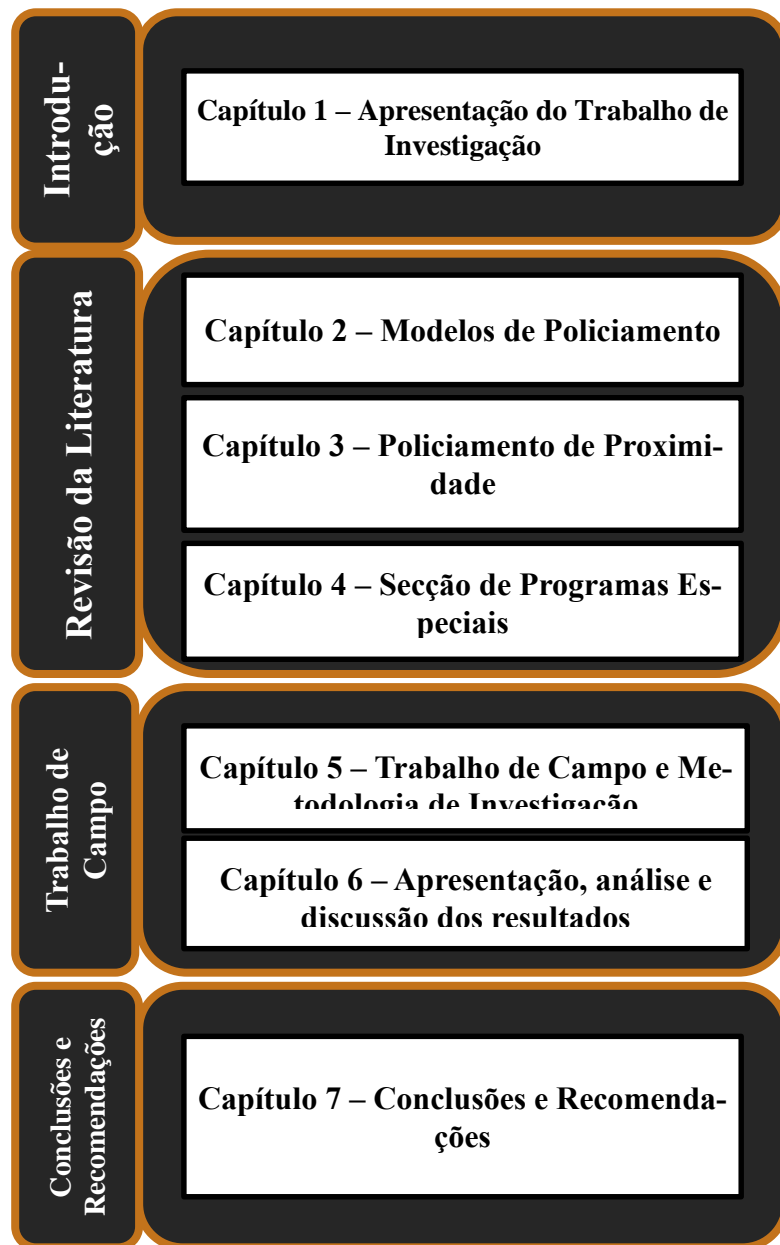 Introdu-
ção
Capítulo 1 – Apresentação do Trabalho de
Investigação
Revisão da Literatura
Capítulo 2 – Modelos de Policiamento
Capítulo 3 – Policiamento de Proximi-
dade
Capítulo 4 – Secção de Programas Es-
peciais
Trabalho de
Campo
Capítulo 5 – Trabalho de Campo e Me-
todologia de Investigação
Capítulo 6 – Apresentação, análise e
discussão dos resultados
Conclusões e
Recomendações
Capítulo 7 – Conclusões e Recomenda-
ções